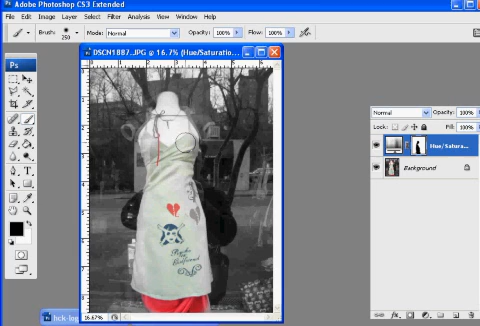 Adobe Photoshop CS3 Extended
File Edit Image Layer Select Filter Analysis View Window Help
Brush: 250 Mode: Normal Opacity: 100% Flow: 100%
DSCN1887.JPG @ 16.7% (Hue/Saturatio...
Ps
Normal Opacity: 100%
Lock: Fill: 100%
Hue/Satura...
Background
16.67%